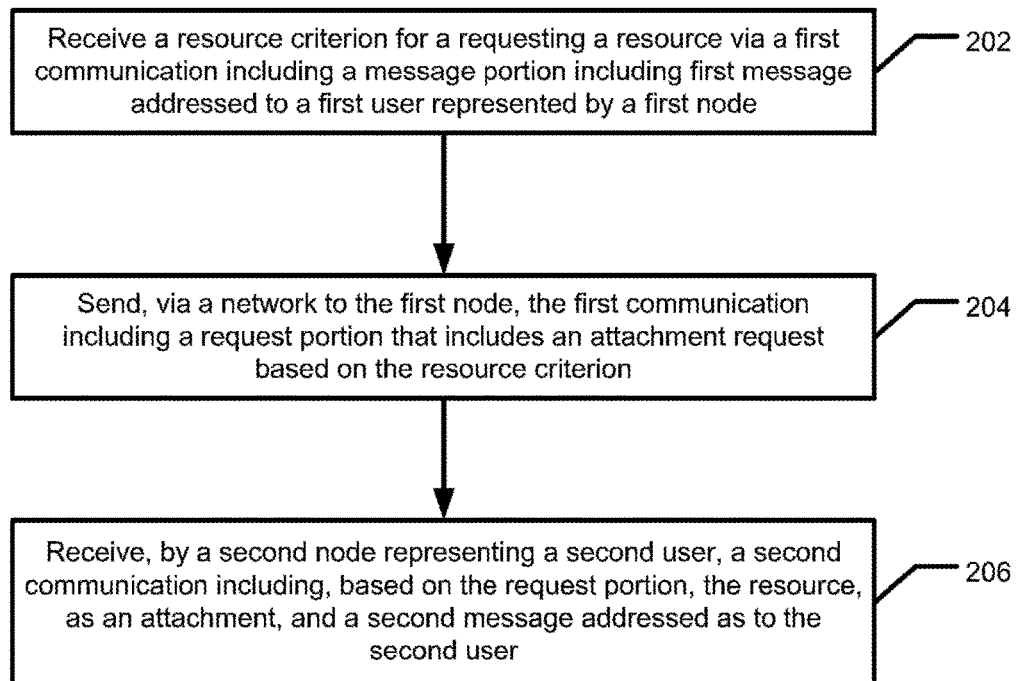 Receive a resource criterion for a requesting a resource via a first
communication including a message portion including first message
addressed to a first user represented by a first node
202
Send, via a network to the first node, the first communication
including a request portion that includes an attachment request
based on the resource criterion
204
Receive, by a second node representing a second user, a second
communication including, based on the request portion, the resource,
as an attachment, and a second message addressed as to the
second user
206